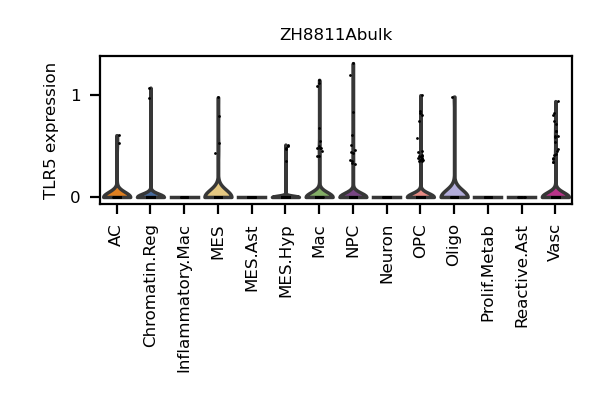 ZH8811Abulk
TLR5 expression
1
0
AC
Chromatin.Reg
Inflammatory.Mac
MES
MES.Ast
MES.Hyp
Mac
NPC
Neuron
OPC
Oligo
Prolif.Metab
Reactive.Ast
Vasc